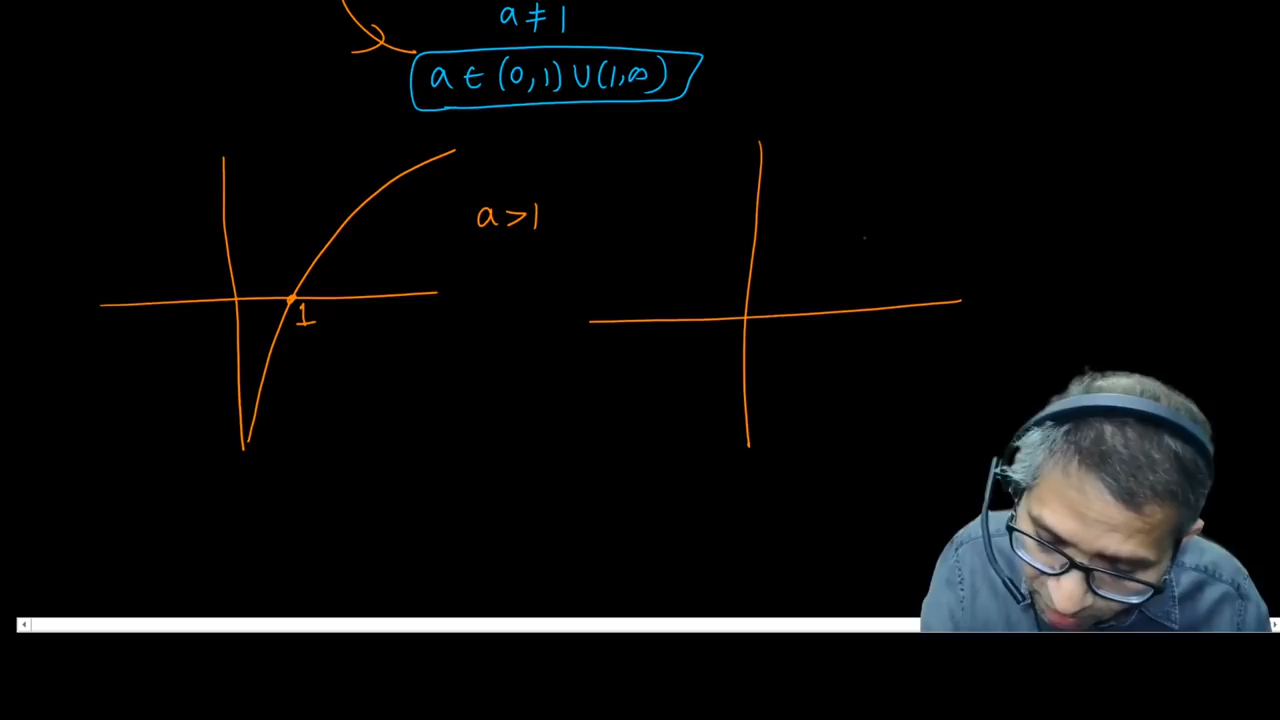 a ≠ 1
a ∈ (0,1) ∪ (1,∞)
a > 1
1